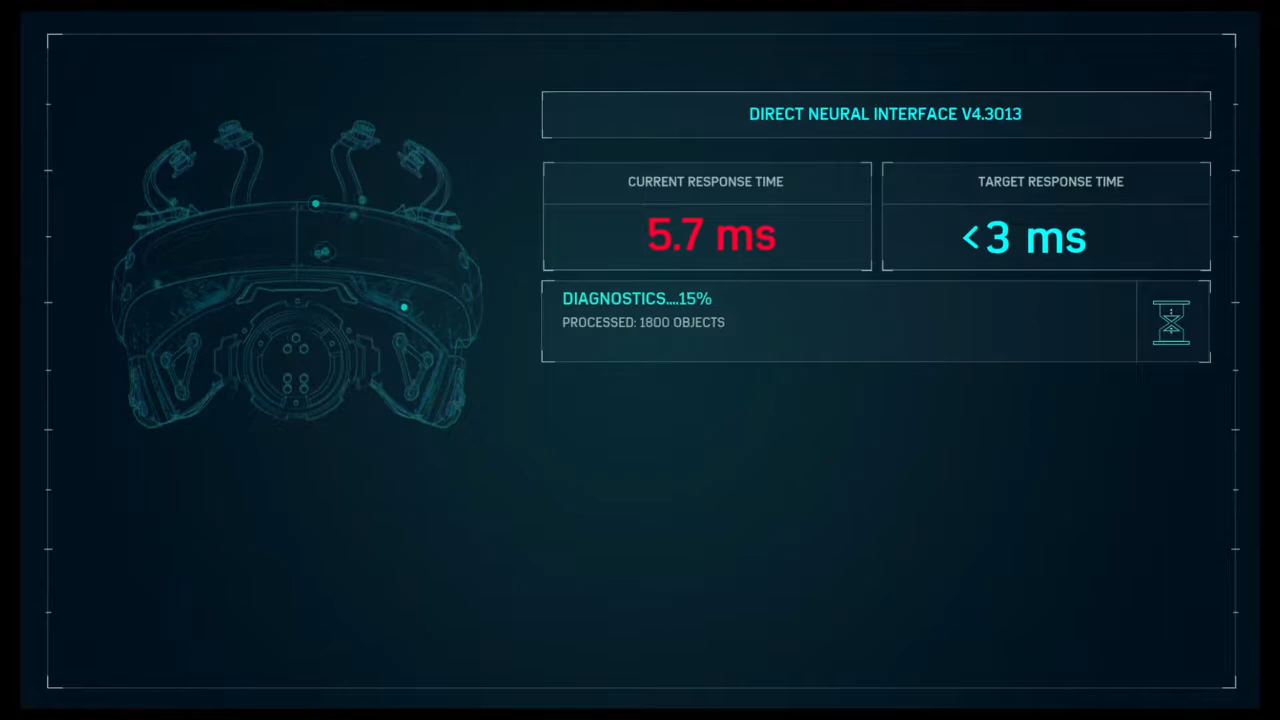 DIRECT NEURAL INTERFACE V4.3013
CURRENT RESPONSE TIME
TARGET RESPONSE TIME
5.7 ms
<3 ms
DIAGNOSTICS....15%
PROCESSED: 1800 OBJECTS